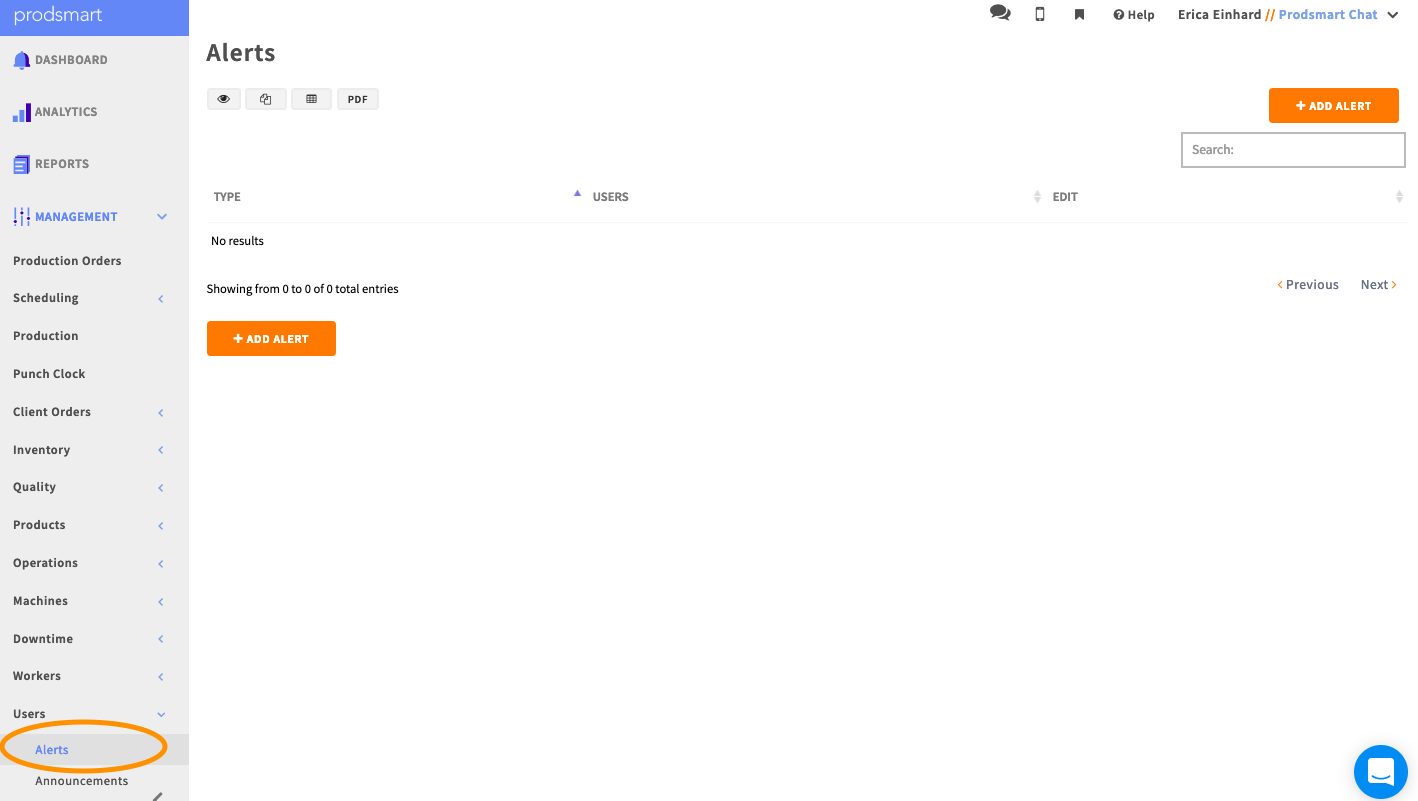 prodsmart
Help
Erica Einhard // Prodsmart Chat
DASHBOARD
ANALYTICS
REPORTS
MANAGEMENT
Production Orders
Scheduling
Production
Punch Clock
Client Orders
Inventory
Quality
Products
Operations
Machines
Downtime
Workers
Users
Alerts
Announcements
Alerts
PDF
+ ADD ALERT
Search:
TYPE
USERS
EDIT
No results
Showing from 0 to 0 of 0 total entries
Previous
Next
+ ADD ALERT